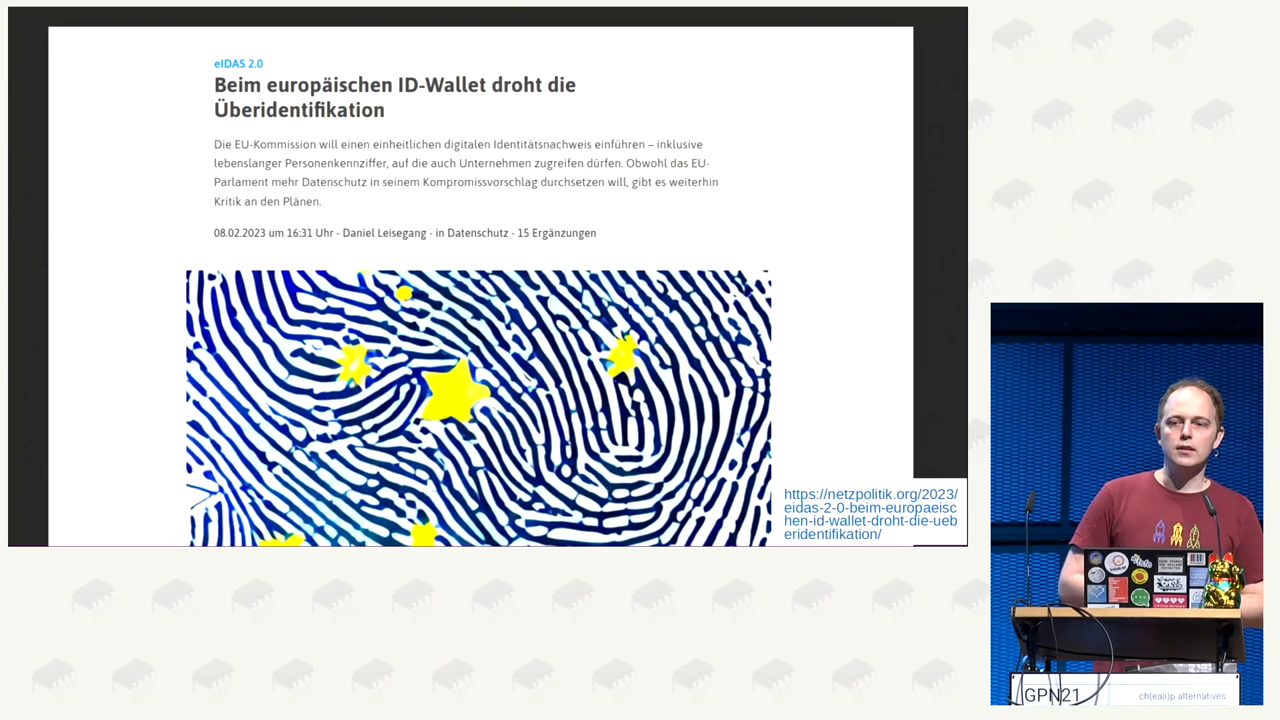 eIDAS 2.0
Beim europäischen ID-Wallet droht die
Überidentifikation
Die EU-Kommission will einen einheitlichen digitalen Identitätsnachweis einführen – inklusive
lebenslanger Personenkennziffer, auf die auch Unternehmen zugreifen dürfen. Obwohl das EU-
Parlament mehr Datenschutz in seinem Kompromissvorschlag durchsetzen will, gibt es weiterhin
Kritik an den Plänen.
08.02.2023 um 16:31 Uhr - Daniel Leisegang - in Datenschutz - 15 Ergänzungen
https://netzpolitik.org/2023/
eidas-2-0-beim-europaeisc
hen-id-wallet-droht-die-ueb
eridentifikation/
GPN21
ch(ea|i)p alternatives